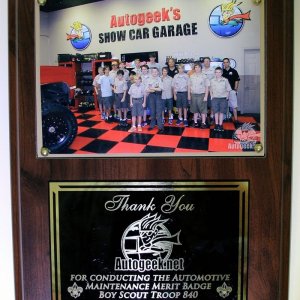 Autogeek's
SHOW CAR GARAGE
Autogeek
Thank You
Autogeek.net
FOR CONDUCTING THE AUTOMOTIVE
MAINTENANCE MERIT BADGE
BOY SCOUT TROOP 840